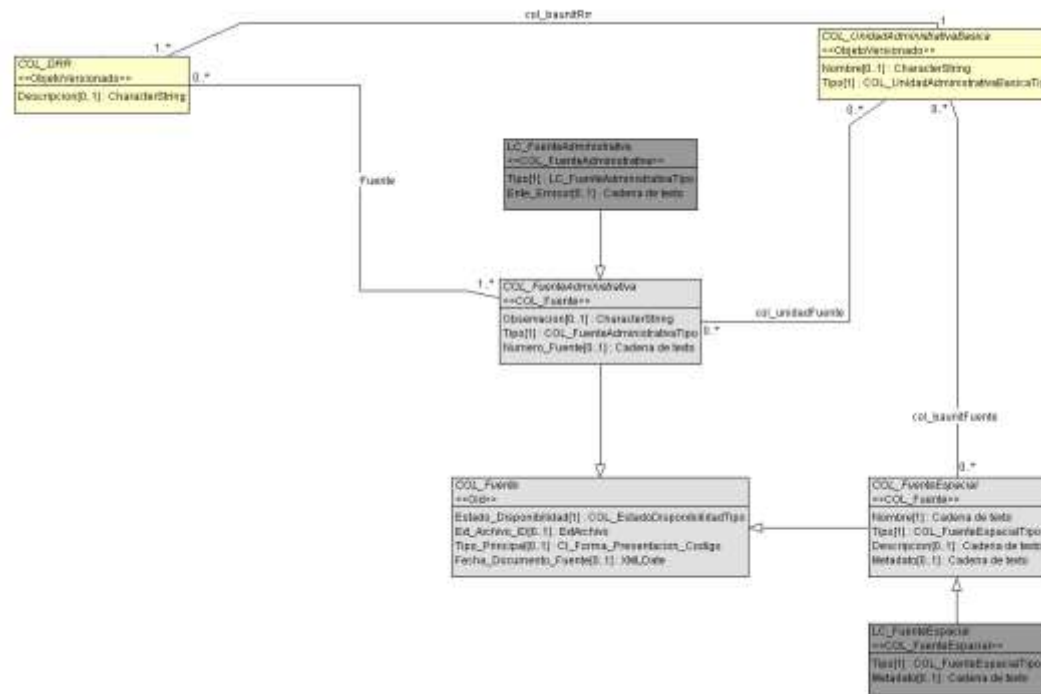 col_baunitRrr
1..*
1
COL_DRR
<<ObjetoVersionado>>
Descripcion[0..1] : CharacterString
0..*
COL_UnidadAdministrativaBasica
<<ObjetoVersionado>>
Nombre[0..1] : CharacterString
Tipo[1] : COL_UnidadAdministrativaBasicaTip
0..*
0..*
LC_FuenteAdministrativa
<<COL_FuenteAdministrativa>>
Tipo[1] : LC_FuenteAdministrativaTipo
Ente_Emisor[0..1] : Cadena de texto
Fuente
1..*
COL_FuenteAdministrativa
<<COL_Fuente>>
Observacion[0..1] : CharacterString
Tipo[1] : COL_FuenteAdministrativaTipo
Numero_Fuente[0..1] : Cadena de texto
0..*
col_unidadFuente
col_baunitFuente
0..*
COL_Fuente
<<Oid>>
Estado_Disponibilidad[1] : COL_EstadoDisponibilidadTipo
Ext_Archivo_ID[0..1] : ExtArchivo
Tipo_Principal[0..1] : CI_Forma_Presentacion_Codigo
Fecha_Documento_Fuente[0..1] : XMLDate
COL_FuenteEspacial
<<COL_Fuente>>
Nombre[1] : Cadena de texto
Tipo[1] : COL_FuenteEspacialTipo
Descripcion[0..1] : Cadena de texto
Metadato[0..1] : Cadena de texto
LC_FuenteEspacial
<<COL_FuenteEspacial>>
Tipo[1] : COL_FuenteEspacialTipo
Metadato[0..1] : Cadena de texto